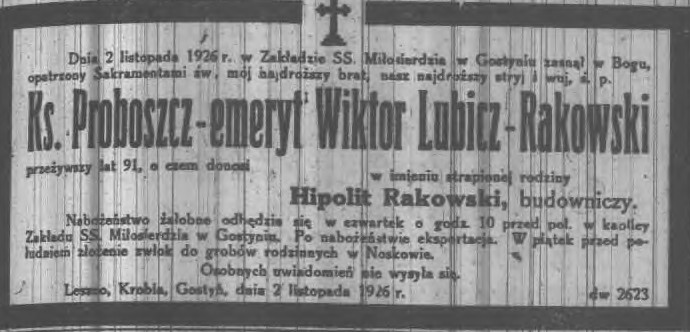 Dnia 2 listopada 1926 r. w Zakładzie SS. Miłosierdzia w Gostyniu zasnął w Bogu,
opatrzony Sakramentami św. mój najdroższy brat, nasz najdroższy stryj i wuj, ś. p.
Ks. Proboszcz-emeryt Wiktor Lubicz-Rakowski
przeżywszy lat 91, o czem donosi
w imieniu strapionej rodziny
Hipolit Rakowski, budowniczy.
Nabożeństwo żałobne odbędzie się w czwartek o godz. 10 przed poł. w kaplicy
Zakładu SS. Miłosierdzia w Gostyniu. Po nabożeństwie eksportacja. W piątek przed po-
łudniem złożenie zwłok do grobów rodzinnych w Noskowie.
Osobnych uwiadomień nie wysyła się.
Leszno, Krobia, Gostyń, dnia 2 listopada 1926 r.
dw 2623